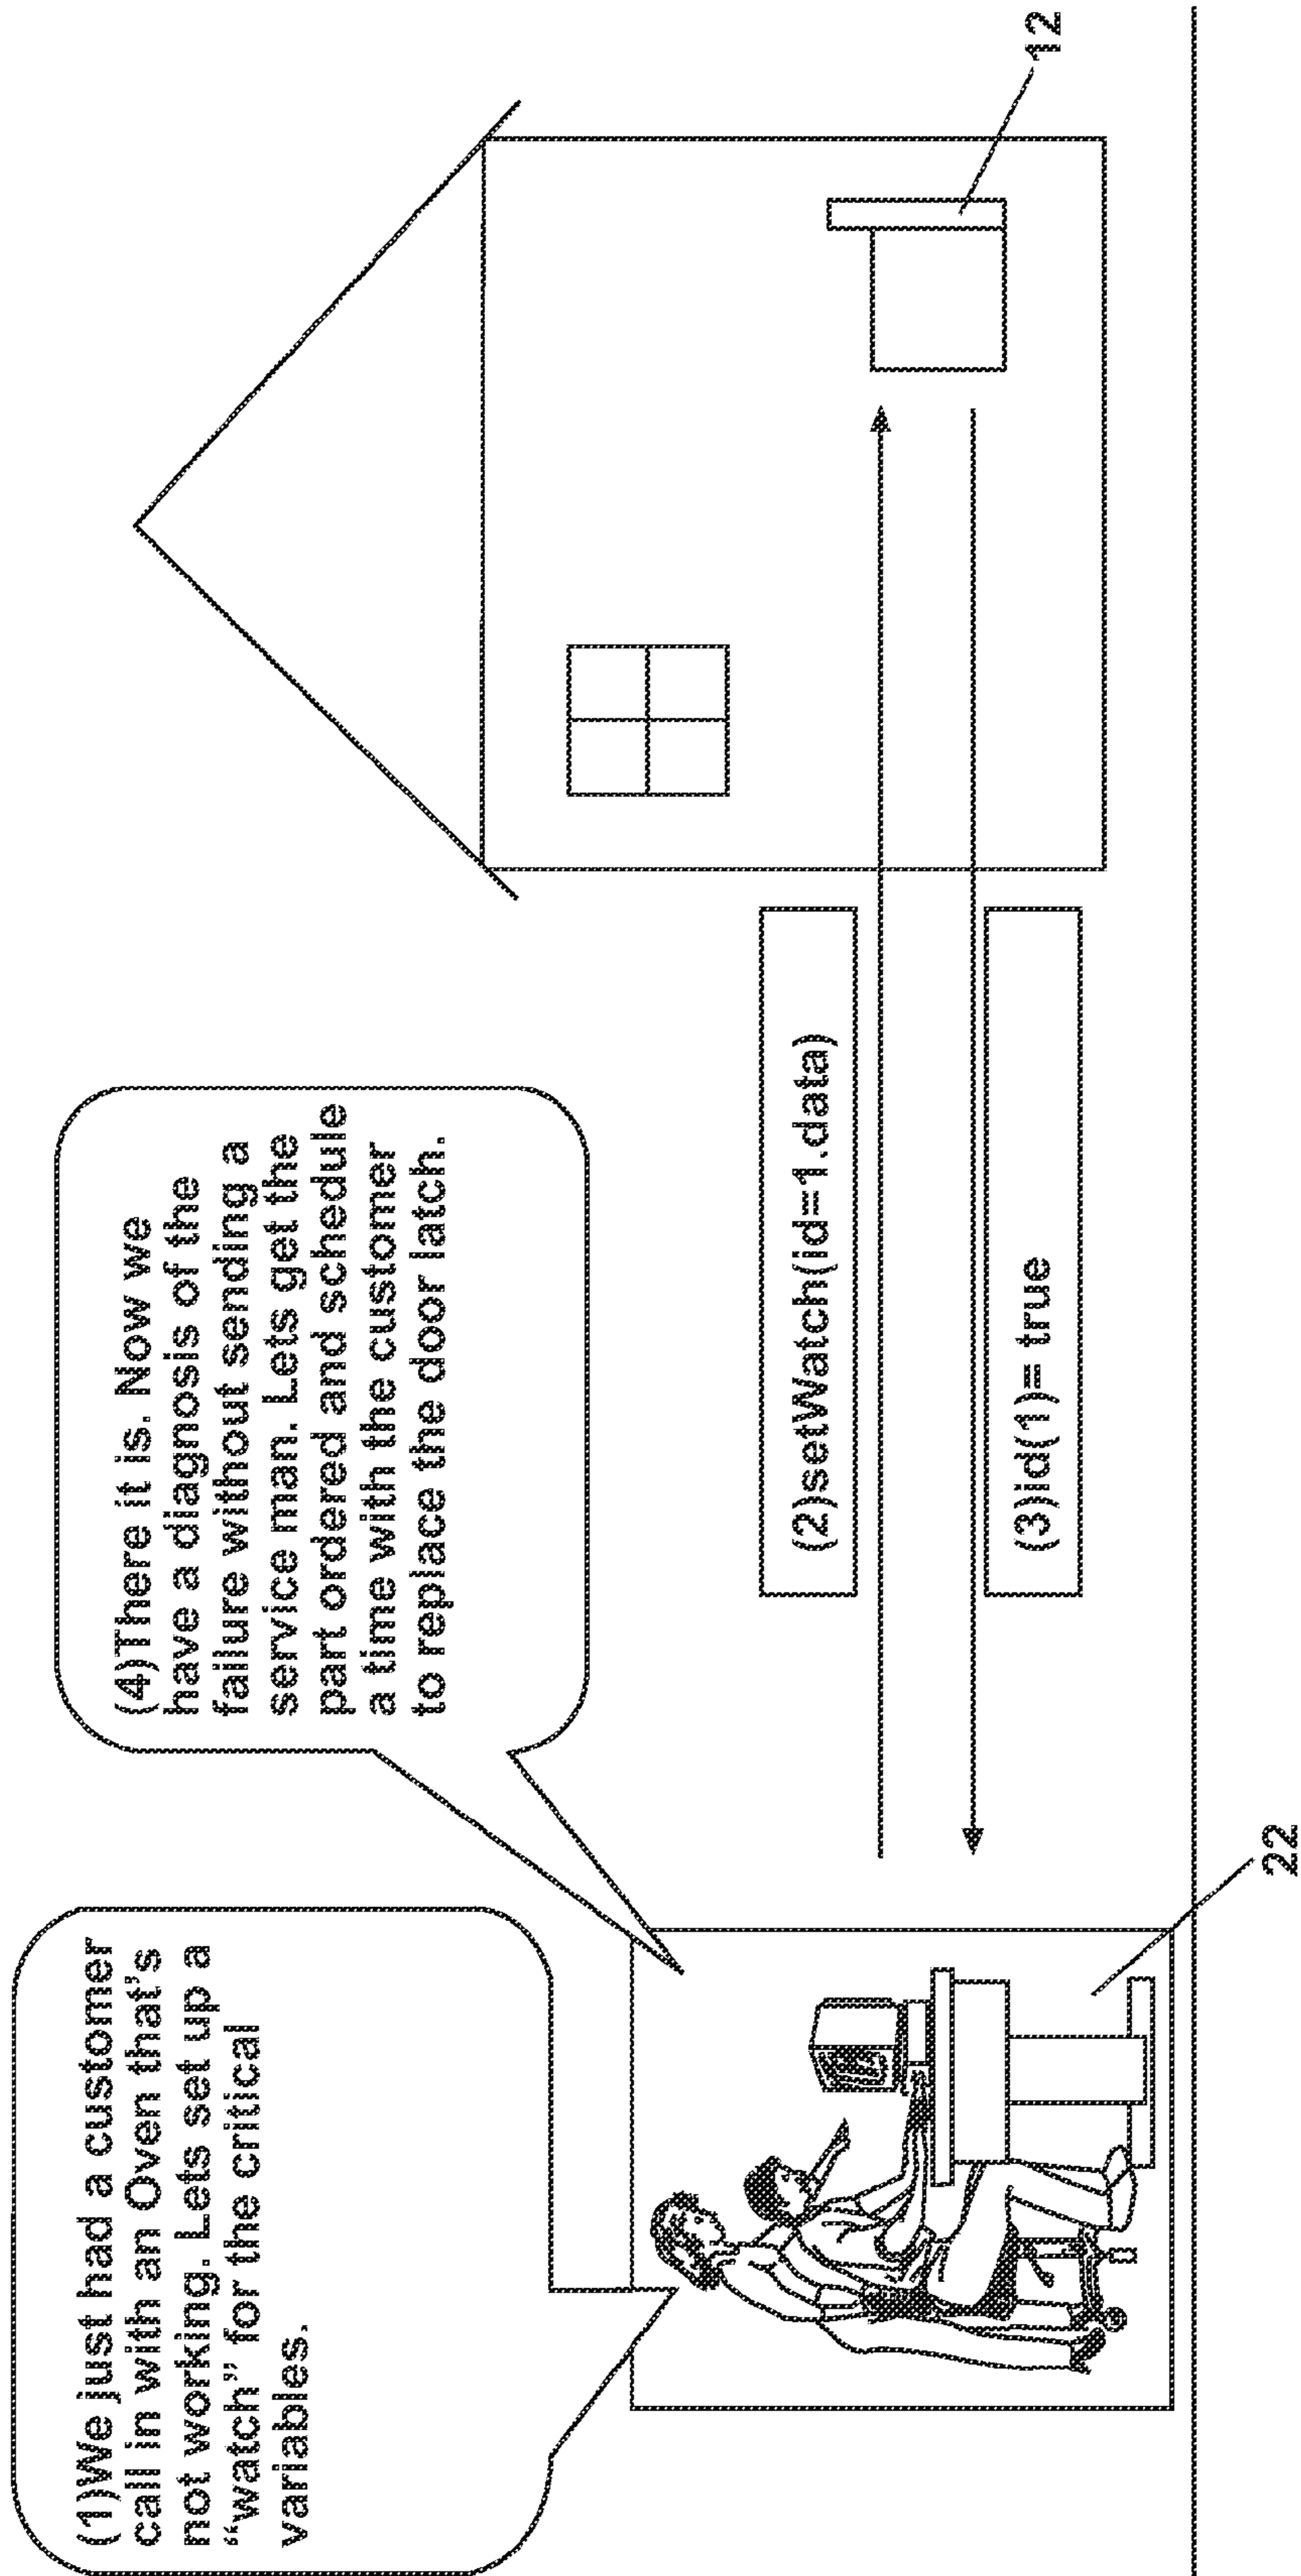 (1)We just had a customer
call in with an Oven that's
not working. Lets set up a
“watch” for the critical
variables.
(4)There it is. Now we
have a diagnosis of the
failure without sending a
service man. Lets get the
part ordered and schedule
a time with the customer
to replace the door latch.
(2)setWatch(id=1.data)
(3)id(1)= true
22
12